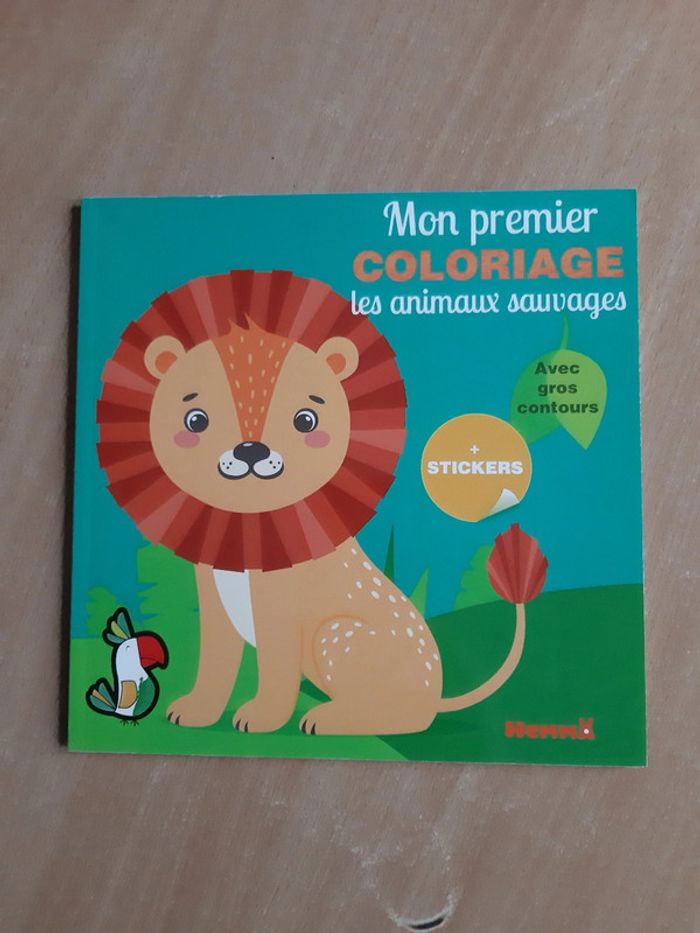 Mon premier
COLORIAGE
les animaux sauvages
Avec
gros
contours
+
STICKERS
Hemma